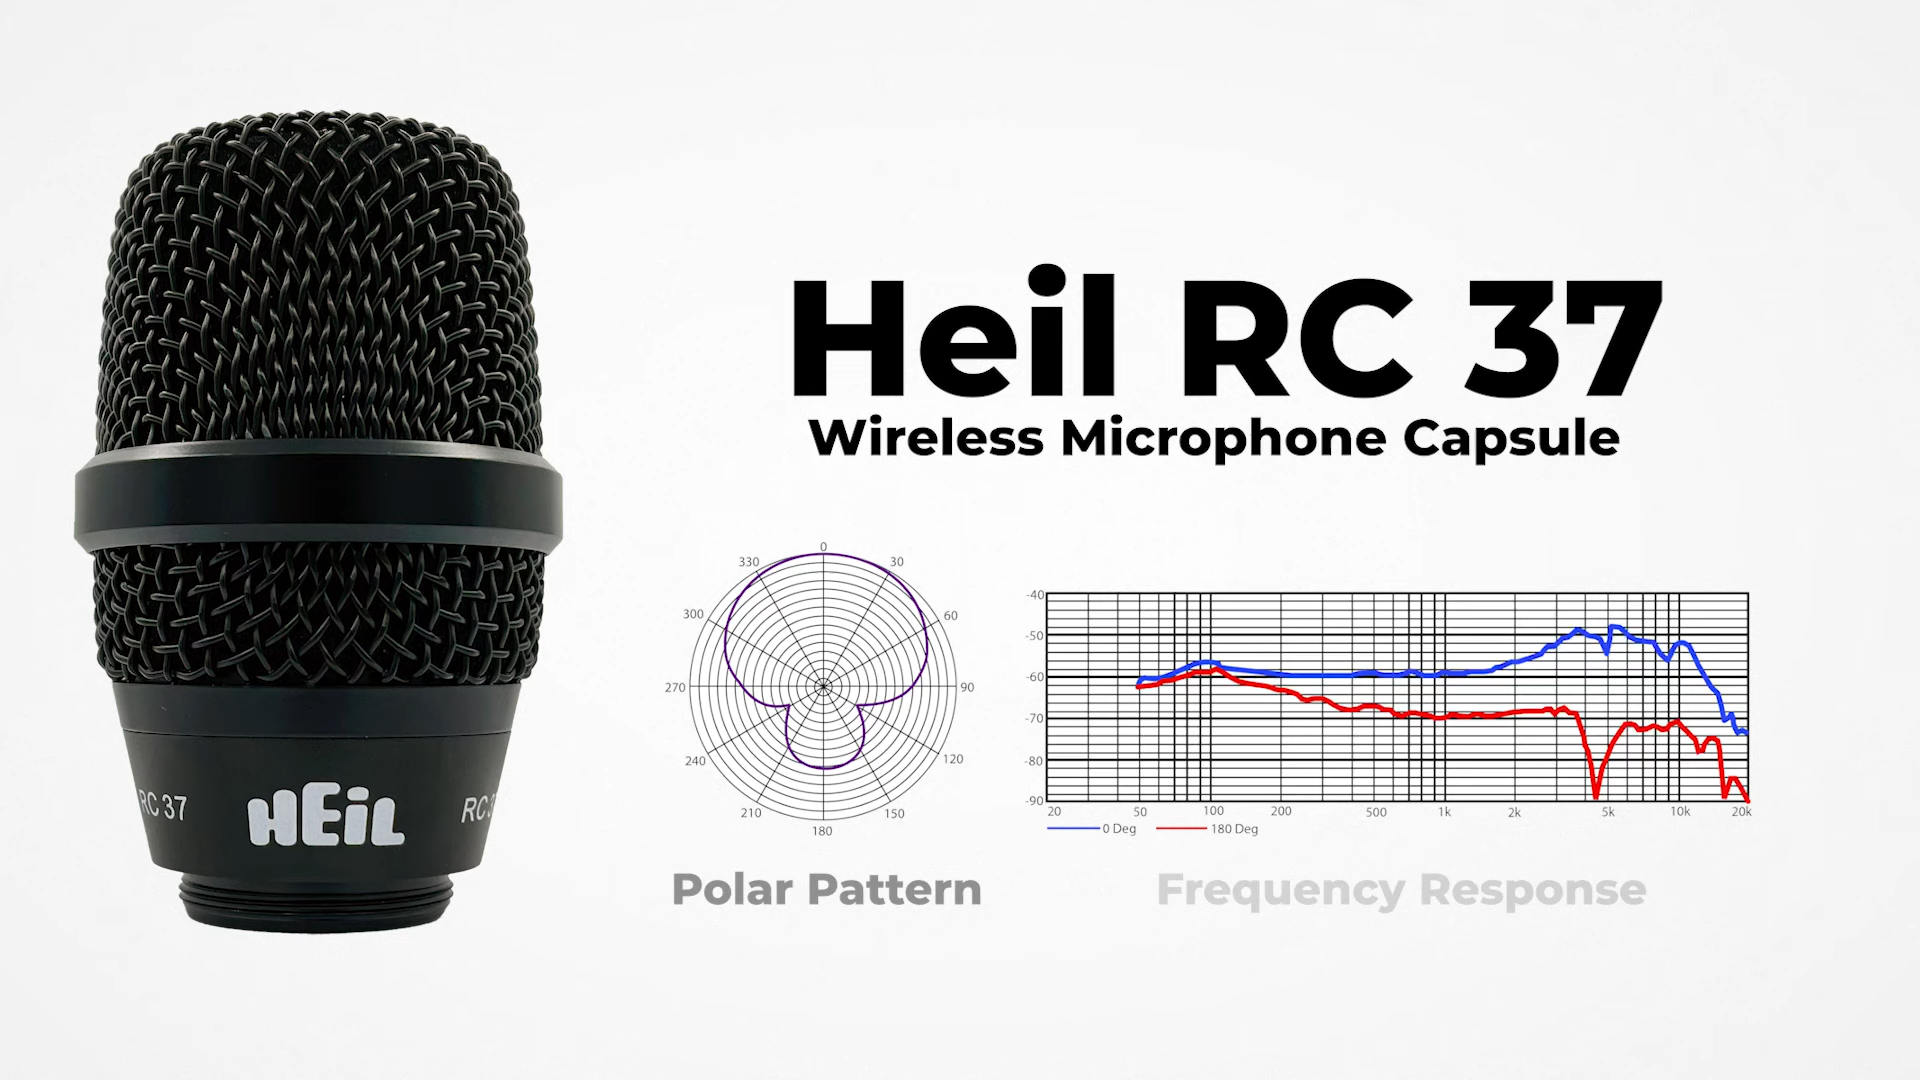 Heil RC 37
Wireless Microphone Capsule
RC 37
HEiL
RC 3
0
330
30
300
60
270
90
240
120
210
150
180
Polar Pattern
-40
-50
-60
-70
-80
-90
20 50 100 200 500 1k 2k 5k 10k 20k
0 Deg 180 Deg
Frequency Response